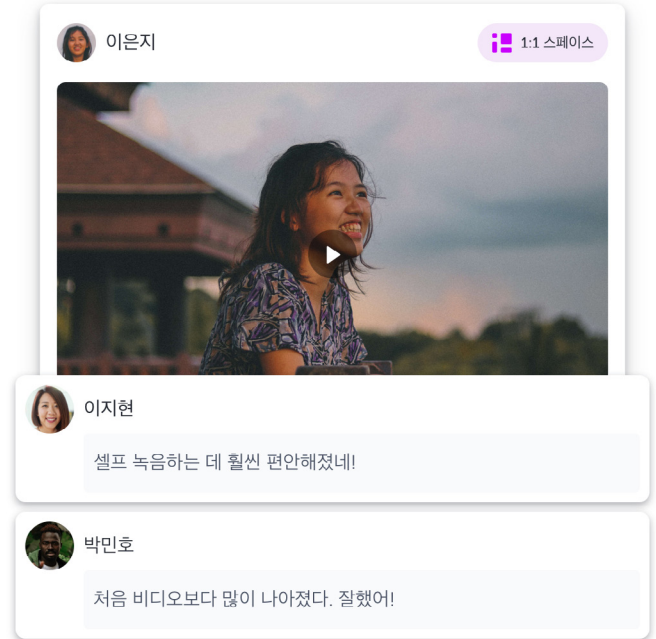 이은지
1:1 스페이스
이지현
셀프 녹음하는 데 훨씬 편안해졌네!
박민호
처음 비디오보다 많이 나아졌다. 잘했어!